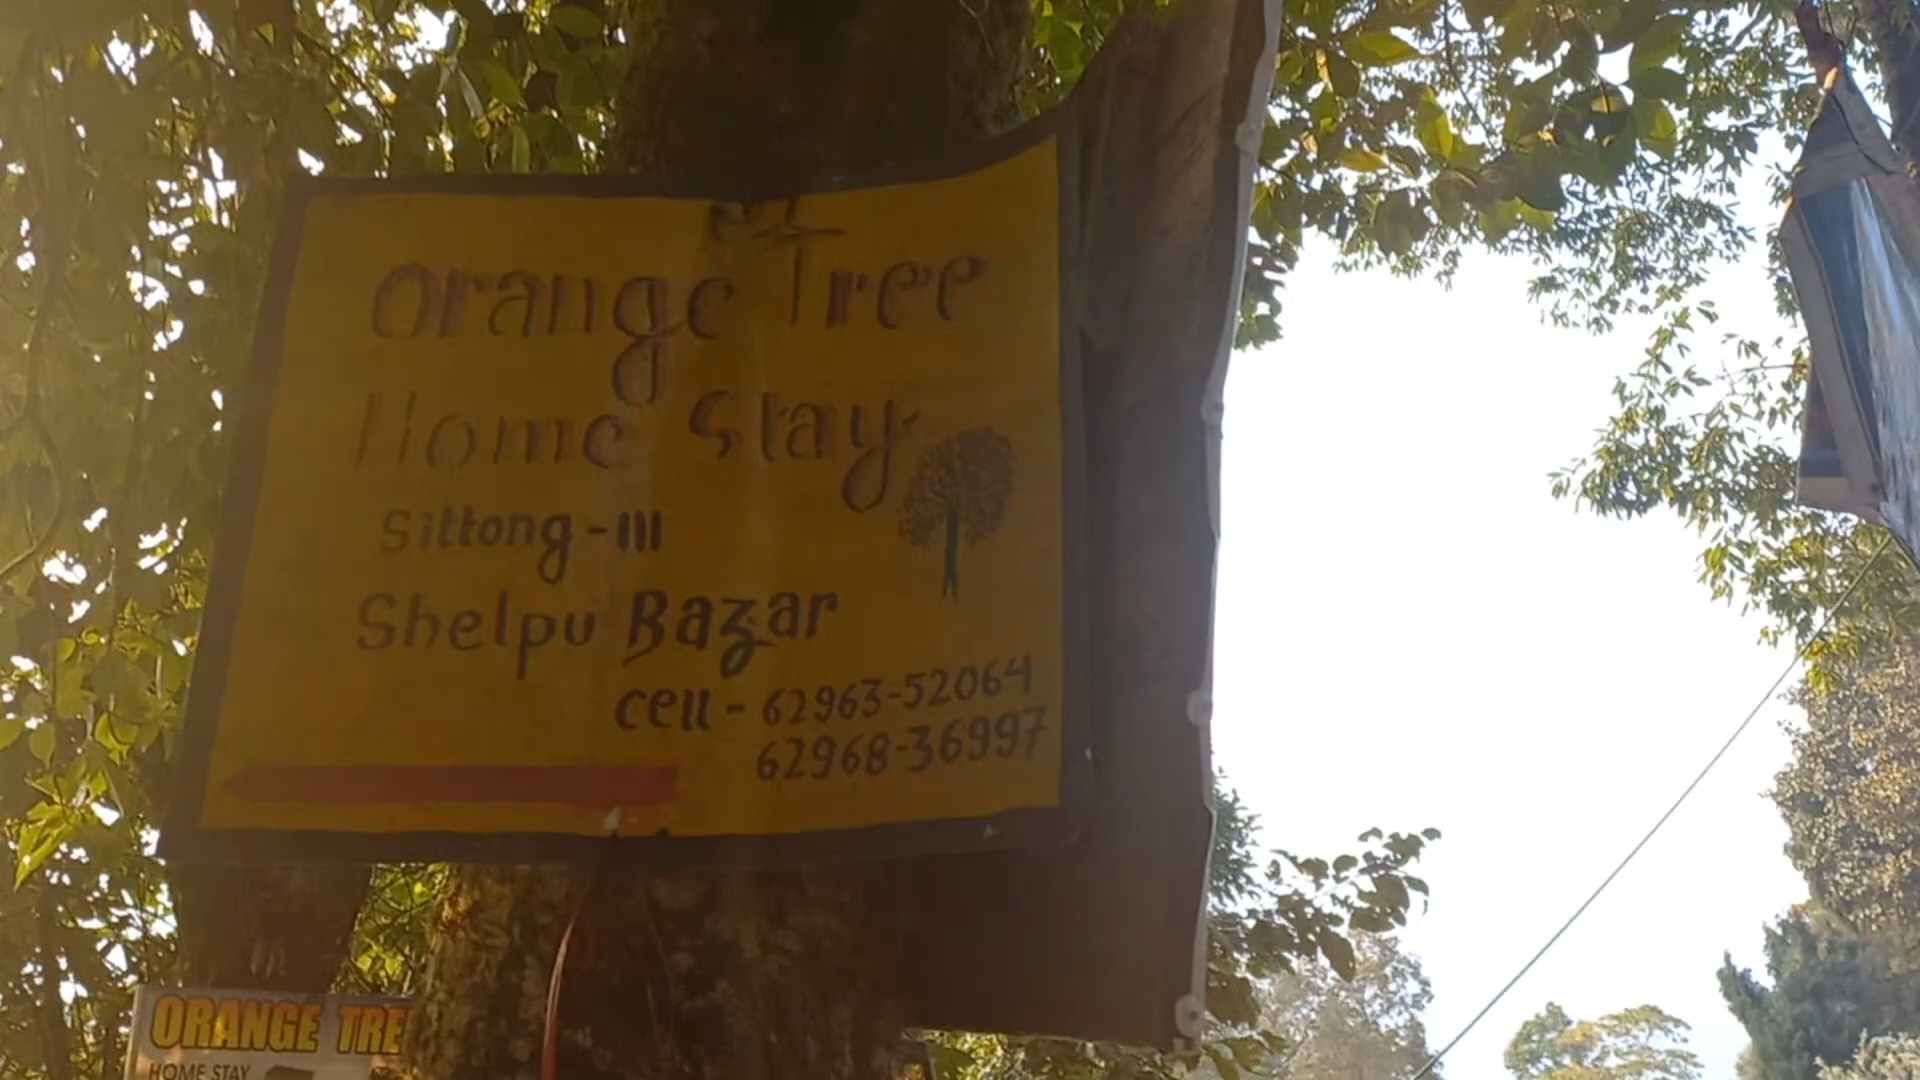 Orange Tree
Home Stay
Sittong-III
Shelpu Bazar
Cell - 62963-52064
62968-36997
ORANGE TRE
HOME STAY